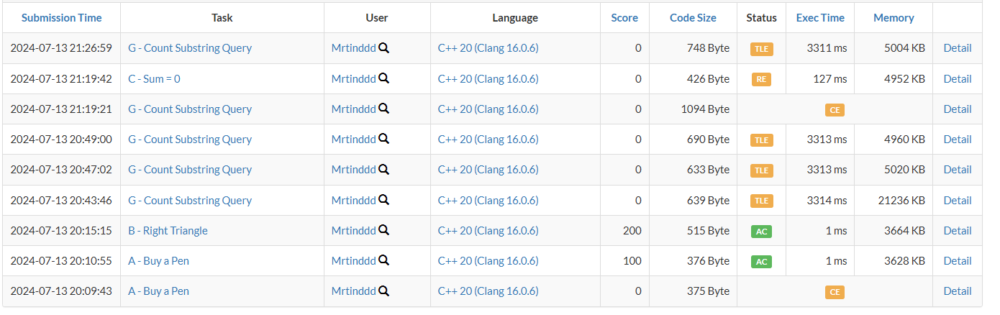 Submission Time Task User Language Score Code Size Status Exec Time Memory
2024-07-13 21:26:59 G - Count Substring Query Mrtinddd C++ 20 (Clang 16.0.6) 0 748 Byte TLE 3311 ms 5004 KB Detail
2024-07-13 21:19:42 C - Sum = 0 Mrtinddd C++ 20 (Clang 16.0.6) 0 426 Byte RE 127 ms 4952 KB Detail
2024-07-13 21:19:21 G - Count Substring Query Mrtinddd C++ 20 (Clang 16.0.6) 0 1094 Byte CE Detail
2024-07-13 20:49:00 G - Count Substring Query Mrtinddd C++ 20 (Clang 16.0.6) 0 690 Byte TLE 3313 ms 4960 KB Detail
2024-07-13 20:47:02 G - Count Substring Query Mrtinddd C++ 20 (Clang 16.0.6) 0 633 Byte TLE 3313 ms 5020 KB Detail
2024-07-13 20:43:46 G - Count Substring Query Mrtinddd C++ 20 (Clang 16.0.6) 0 639 Byte TLE 3314 ms 21236 KB Detail
2024-07-13 20:15:15 B - Right Triangle Mrtinddd C++ 20 (Clang 16.0.6) 200 515 Byte AC 1 ms 3664 KB Detail
2024-07-13 20:10:55 A - Buy a Pen Mrtinddd C++ 20 (Clang 16.0.6) 100 376 Byte AC 1 ms 3628 KB Detail
2024-07-13 20:09:43 A - Buy a Pen Mrtinddd C++ 20 (Clang 16.0.6) 0 375 Byte CE Detail